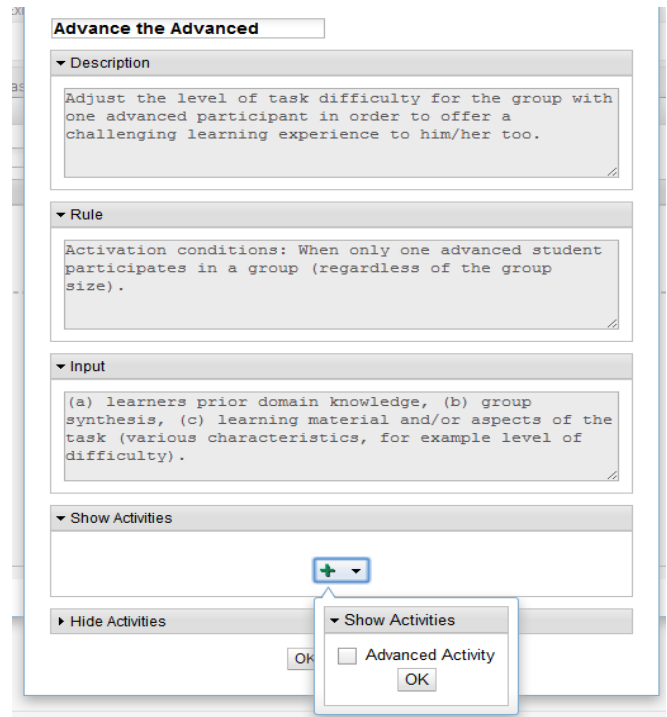 Advance the Advanced
Description
Adjust the level of task difficulty for the group with
one advanced participant in order to offer a
challenging learning experience to him/her too.
Rule
Activation conditions: When only one advanced student
participates in a group (regardless of the group
size).
Input
(a) learners prior domain knowledge, (b) group
synthesis, (c) learning material and/or aspects of the
task (various characteristics, for example level of
difficulty).
Show Activities
Hide Activities
Show Activities
Advanced Activity
OK
OK